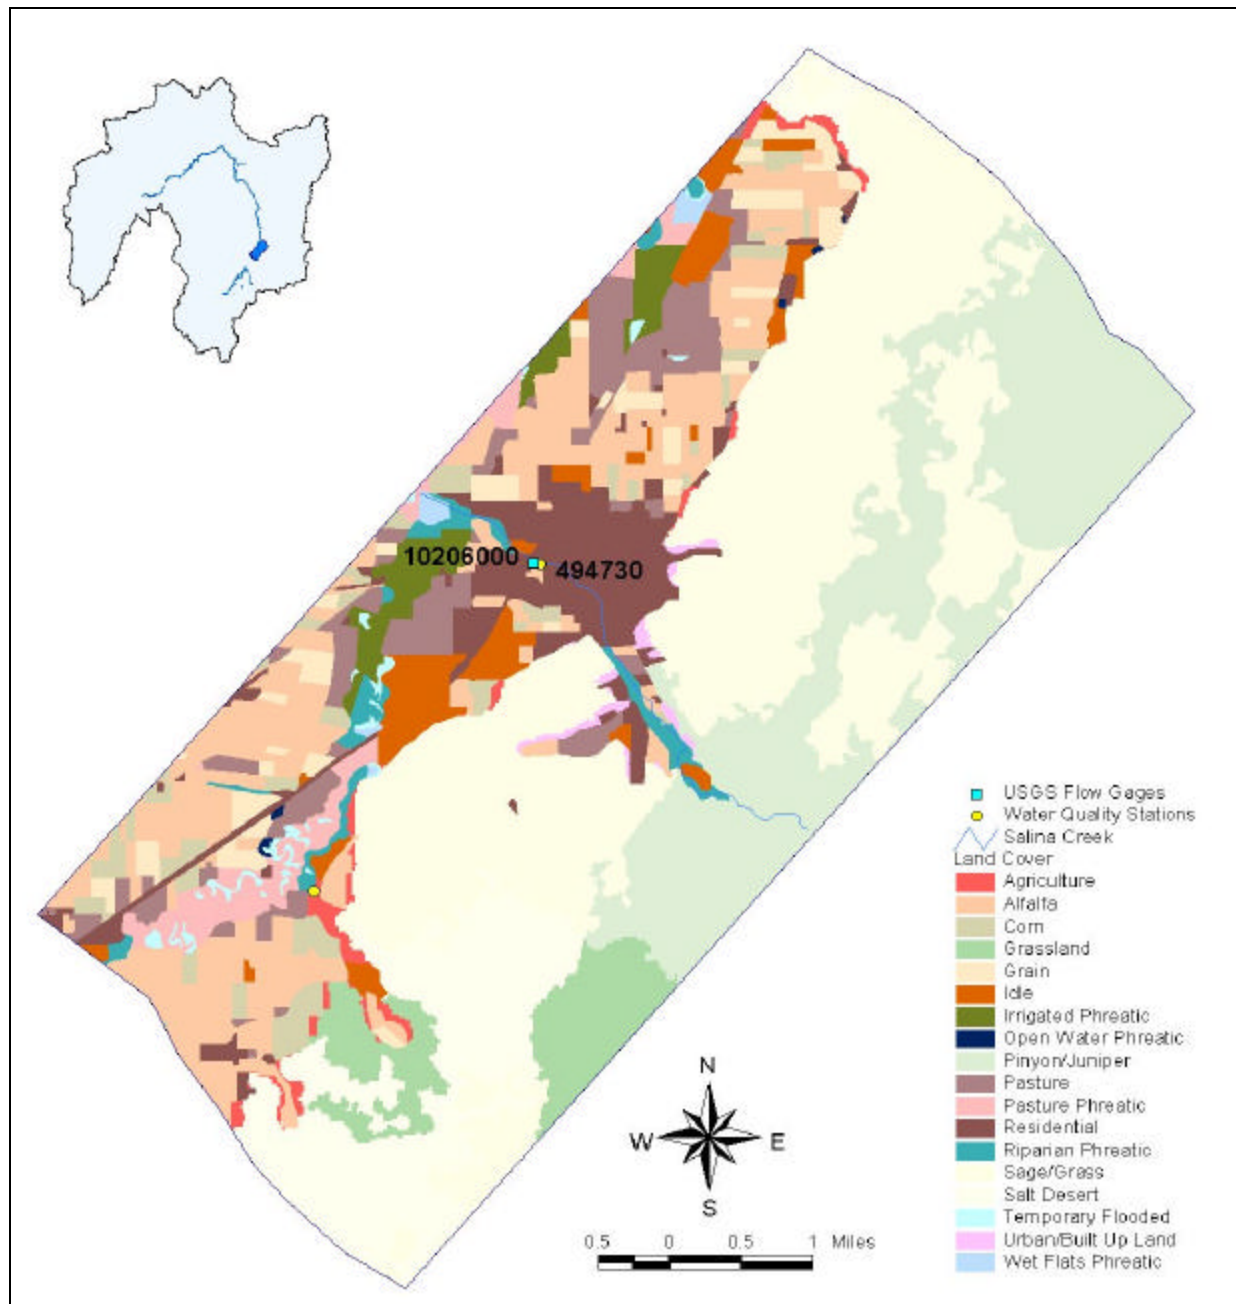 10206000
494730
USGS Flow Gages
Water Quality Stations
Salina Creek
Land Cover
Agriculture
Alfalfa
Corn
Grassland
Grain
Idle
Irrigated Phreatic
Open Water Phreatic
Pinyon/Juniper
Pasture
Pasture Phreatic
Residential
Riparian Phreatic
Sage/Grass
Salt Desert
Temporary Flooded
Urban/Built Up Land
Wet Flats Phreatic
N
W E
S
0.5 0 0.5 1 Miles